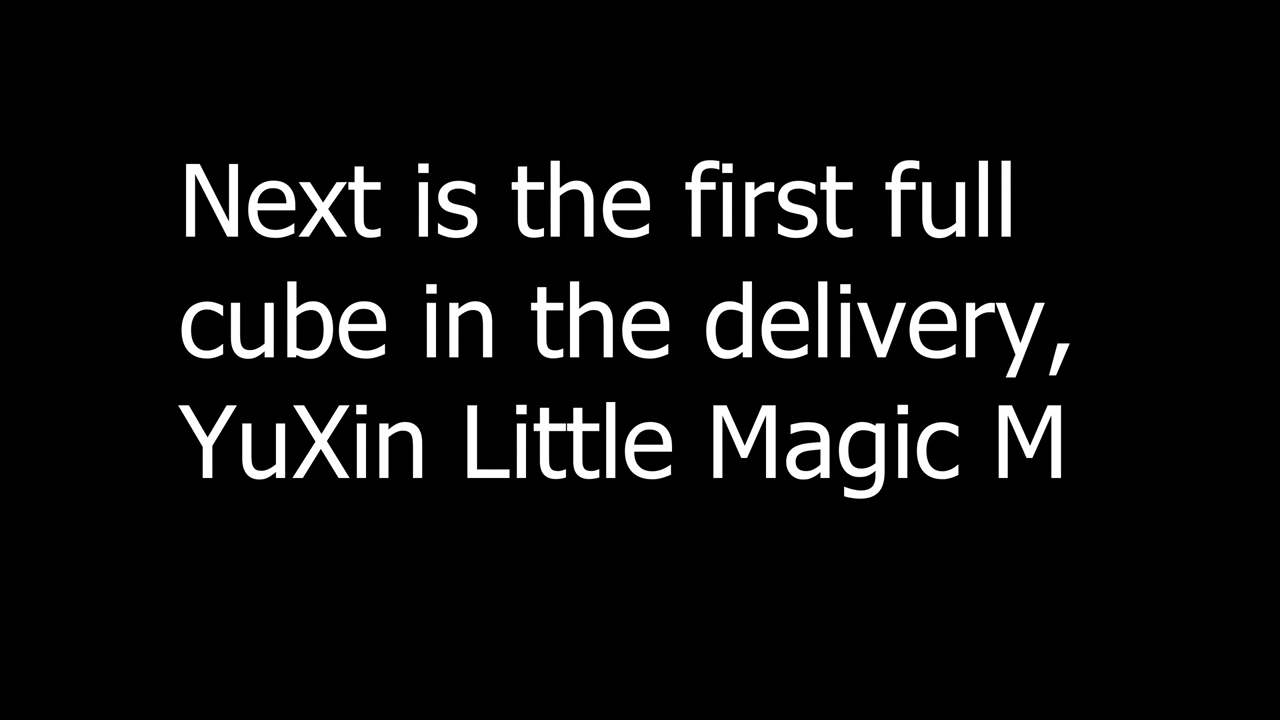 Next is the first full
cube in the delivery,
YuXin Little Magic M